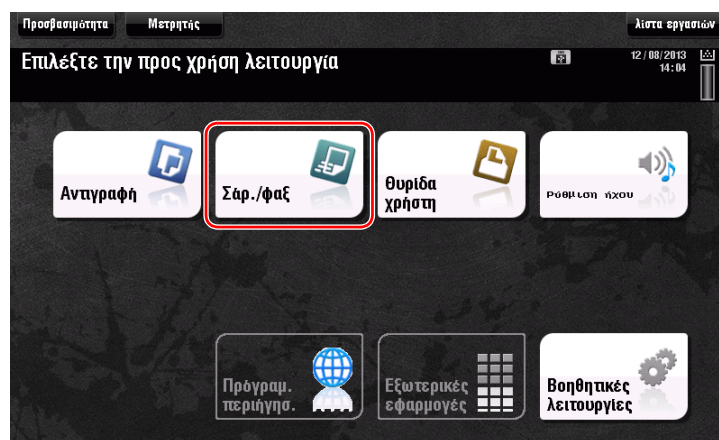 Προσβασιμότητα Μετρητής λίστα εργασιών
Επιλέξτε την προς χρήση λειτουργία
12/08/2013
14:04
Αντιγραφή
Σάρ./φαξ
Θυρίδα
χρήστη
Ρύθμιση ήχου
Πρόγραμ.
περιήγησ.
Εξωτερικές
εφαρμογές
Βοηθητικές
λειτουργίες